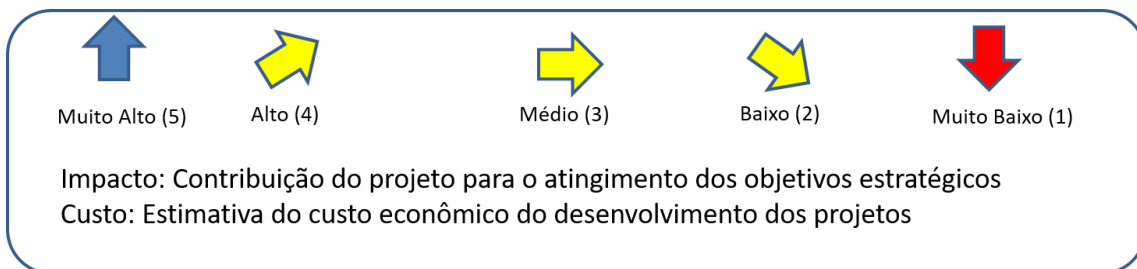 Muito Alto (5) Alto (4) Médio (3) Baixo (2) Muito Baixo (1)
Impacto: Contribuição do projeto para o atingimento dos objetivos estratégicos
Custo: Estimativa do custo econômico do desenvolvimento dos projetos